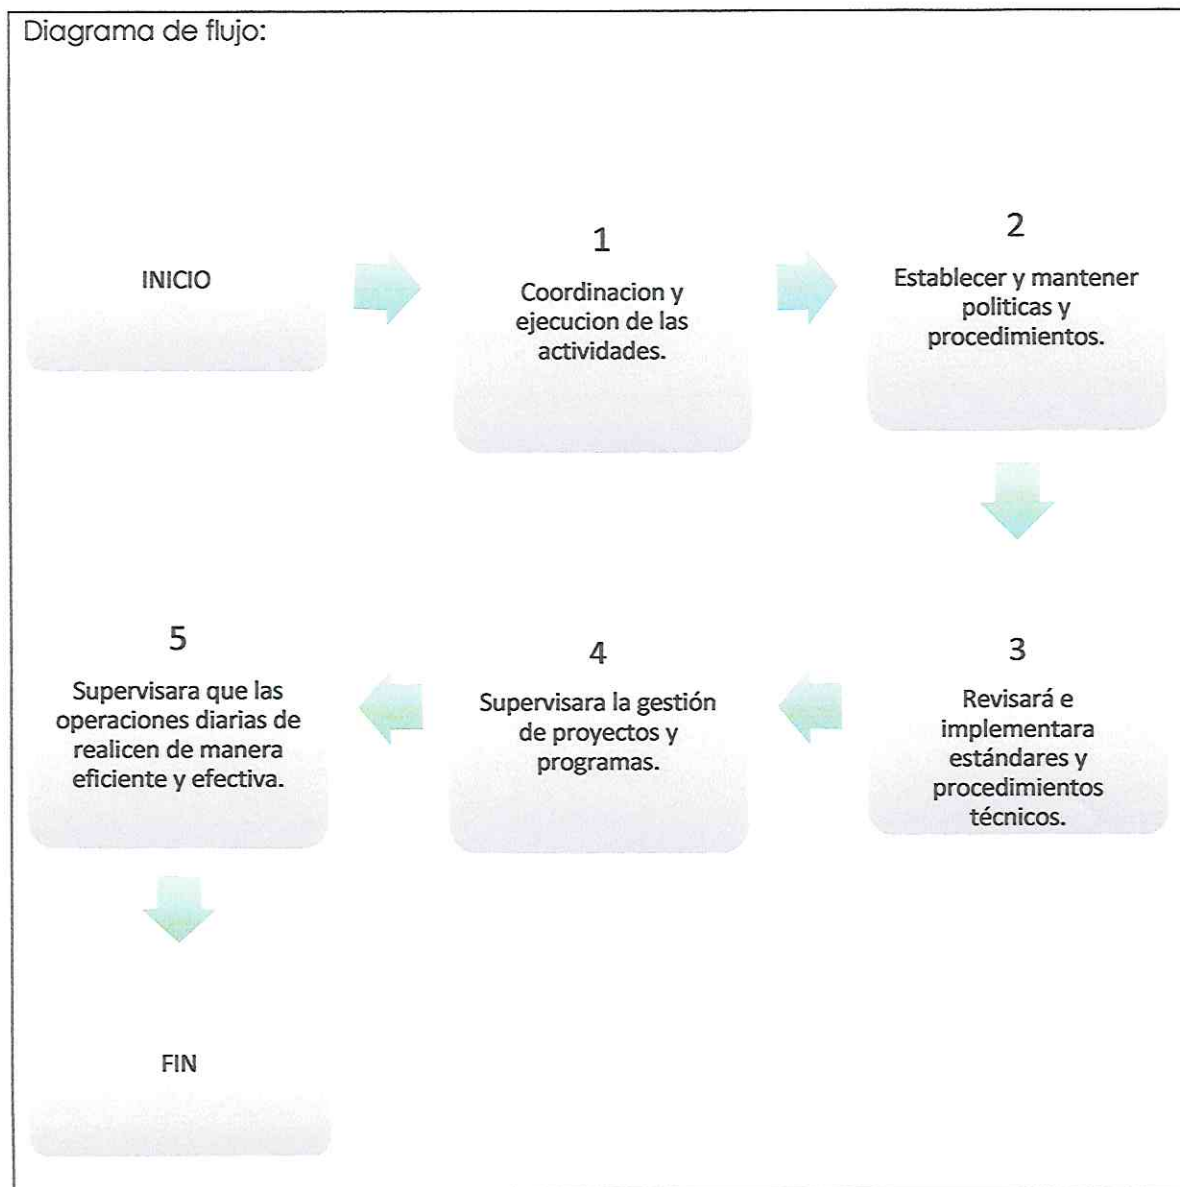 Diagrama de flujo:
INICIO
1
Coordinacion y
ejecucion de las
actividades.
2
Establecer y mantener
politicas y
procedimientos.
3
Revisará e
implementara
estándares y
procedimientos
técnicos.
4
Supervisara la gestión
de proyectos y
programas.
5
Supervisara que las
operaciones diarias de
realicen de manera
eficiente y efectiva.
FIN